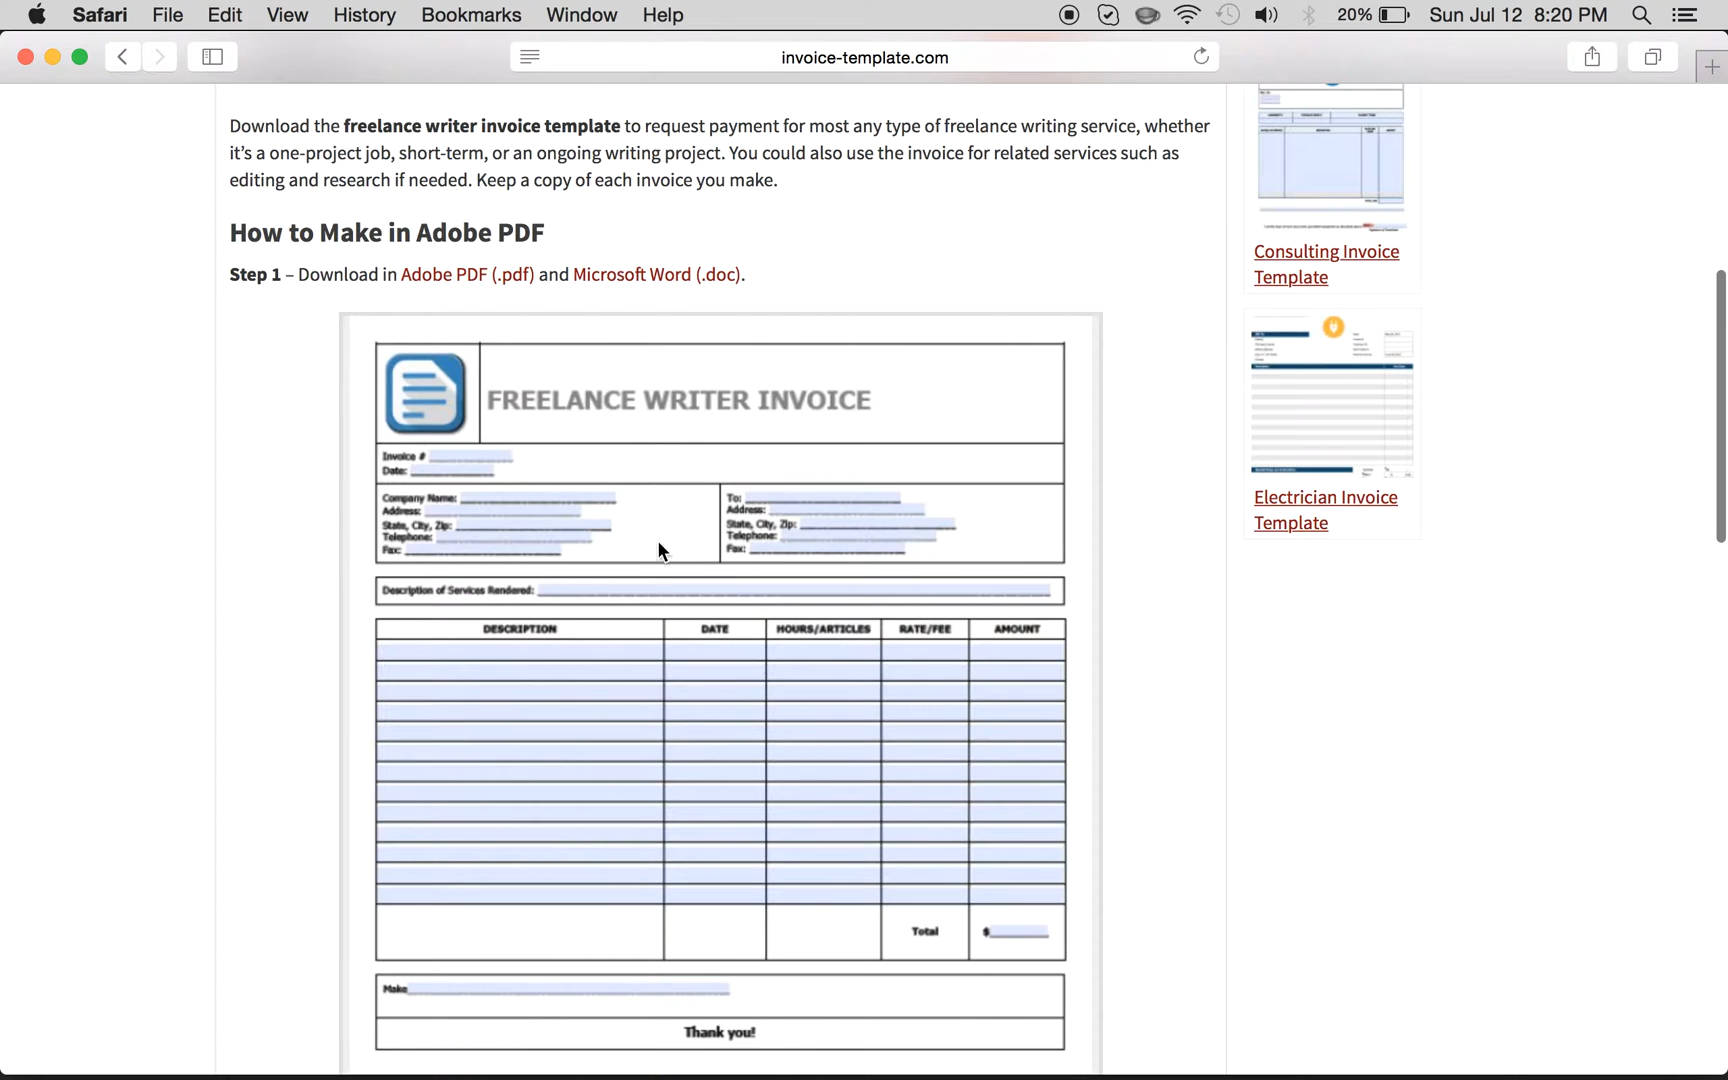 Safari File Edit View History Bookmarks Window Help 20% Sun Jul 12 8:20 PM
invoice-template.com
Download the freelance writer invoice template to request payment for most any type of freelance writing service, whether
it’s a one-project job, short-term, or an ongoing writing project. You could also use the invoice for related services such as
editing and research if needed. Keep a copy of each invoice you make.
How to Make in Adobe PDF
Step 1 – Download in Adobe PDF (.pdf) and Microsoft Word (.doc).
FREELANCE WRITER INVOICE
Invoice #
Date:
Company Name:
Address:
State, City, Zip:
Telephone:
Fax:
To:
Address:
State, City, Zip:
Telephone:
Fax:
Description of Services Rendered:
DESCRIPTION DATE HOURS/ARTICLES RATE/FEE AMOUNT
Total $
Make
Thank you!
Consulting Invoice
Template
Electrician Invoice
Template